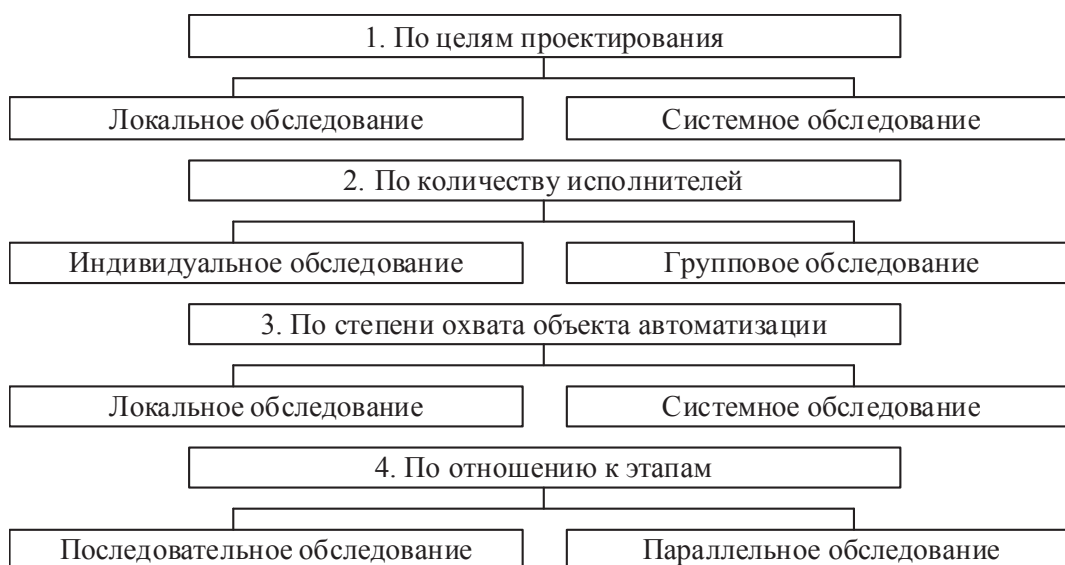 1. По целям проектирования
Локальное обследование
Системное обследование
2. По количеству исполнителей
Индивидуальное обследование
Групповое обследование
3. По степени охвата объекта автоматизации
Локальное обследование
Системное обследование
4. По отношению к этапам
Последовательное обследование
Параллельное обследование